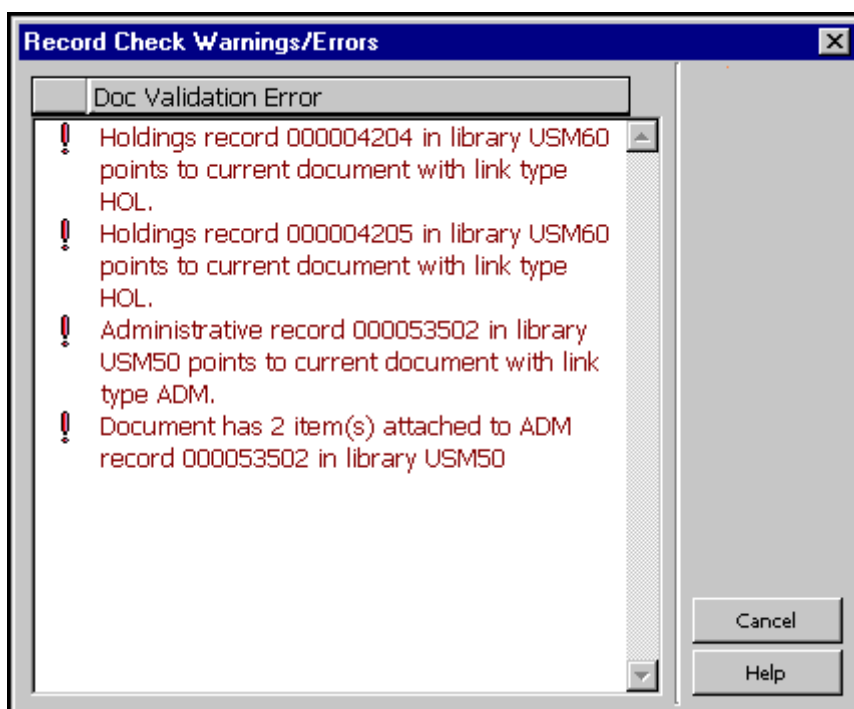 Record Check Warnings/Errors
Doc Validation Error
Holdings record 000004204 in library USM60
points to current document with link type
HOL.
Holdings record 000004205 in library USM60
points to current document with link type
HOL.
Administrative record 000053502 in library
USM50 points to current document with link
type ADM.
Document has 2 item(s) attached to ADM
record 000053502 in library USM50
Cancel
Help